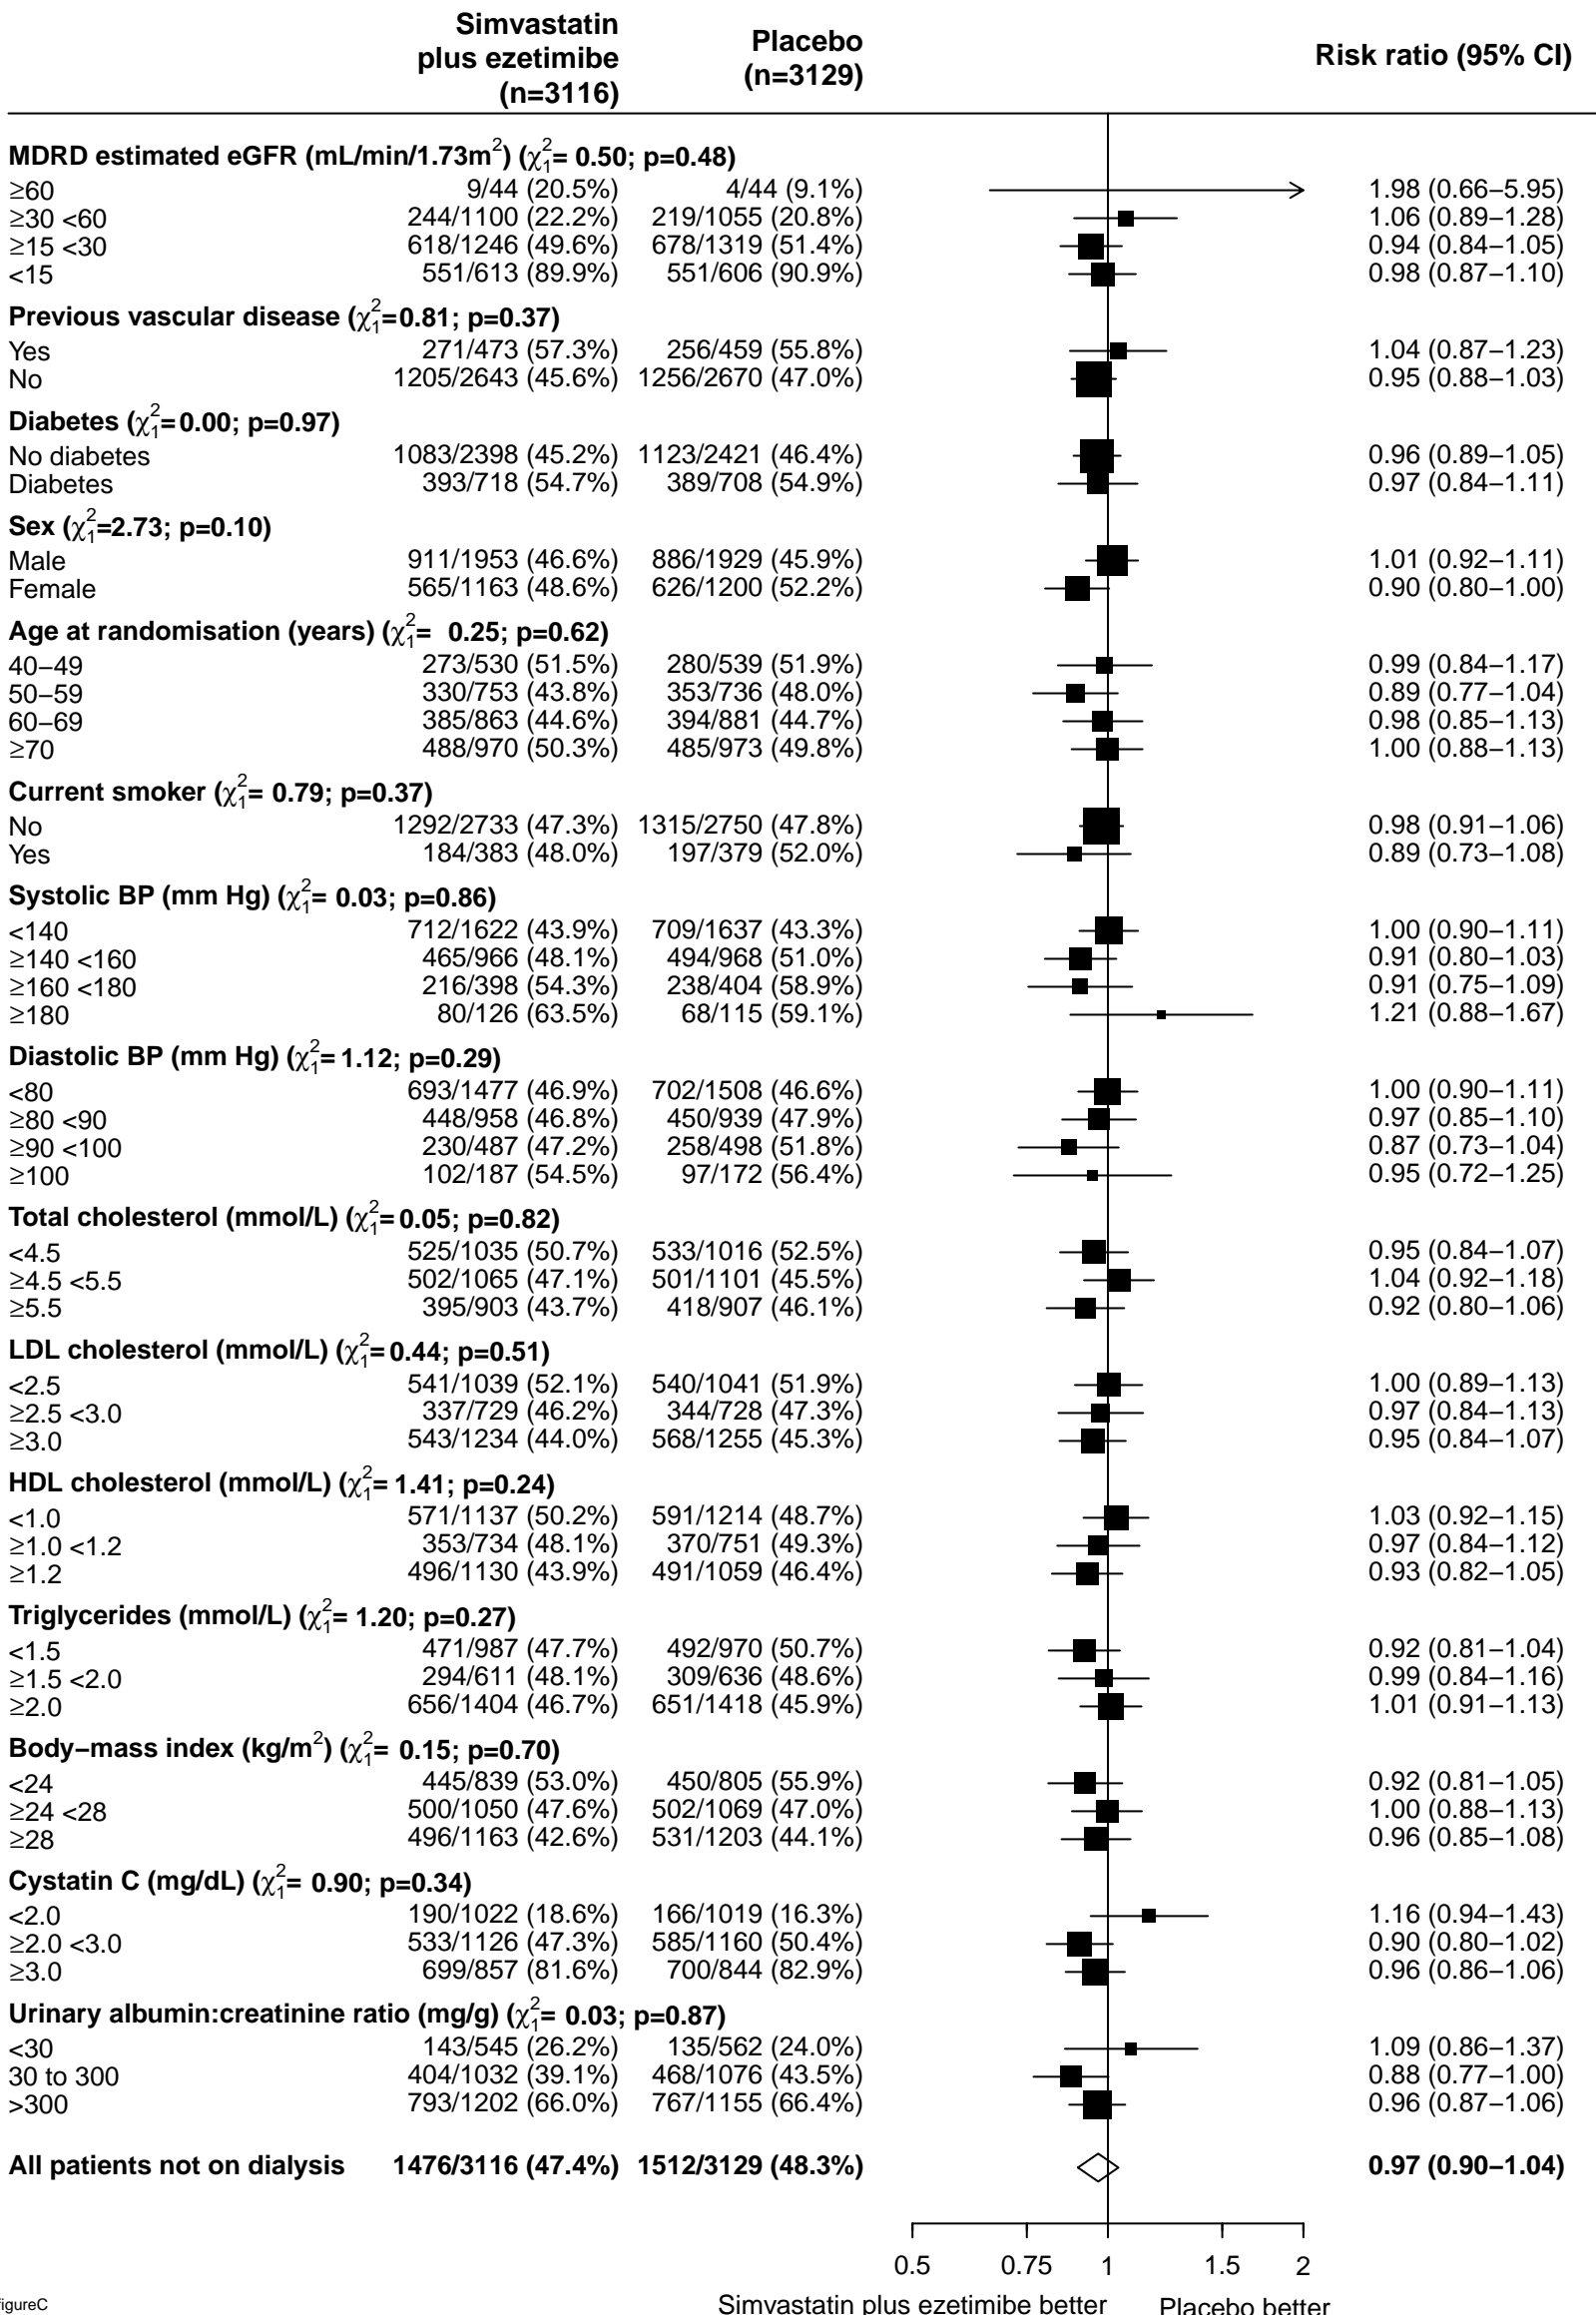 Simvastatin plus ezetimibe (n=3116) Placebo (n=3129) Risk ratio (95% CI)
MDRD estimated eGFR (mL/min/1.73m²) (χ²₁= 0.50; p=0.48)
≥60 9/44 (20.5%) 4/44 (9.1%) 1.98 (0.66–5.95)
≥30 <60 244/1100 (22.2%) 219/1055 (20.8%) 1.06 (0.89–1.28)
≥15 <30 618/1246 (49.6%) 678/1319 (51.4%) 0.94 (0.84–1.05)
<15 551/613 (89.9%) 551/606 (90.9%) 0.98 (0.87–1.10)
Previous vascular disease (χ²₁=0.81; p=0.37)
Yes 271/473 (57.3%) 256/459 (55.8%) 1.04 (0.87–1.23)
No 1205/2643 (45.6%) 1256/2670 (47.0%) 0.95 (0.88–1.03)
Diabetes (χ²₁=0.00; p=0.97)
No diabetes 1083/2398 (45.2%) 1123/2421 (46.4%) 0.96 (0.89–1.05)
Diabetes 393/718 (54.7%) 389/708 (54.9%) 0.97 (0.84–1.11)
Sex (χ²₁=2.73; p=0.10)
Male 911/1953 (46.6%) 886/1929 (45.9%) 1.01 (0.92–1.11)
Female 565/1163 (48.6%) 626/1200 (52.2%) 0.90 (0.80–1.00)
Age at randomisation (years) (χ²₁= 0.25; p=0.62)
40–49 273/530 (51.5%) 280/539 (51.9%) 0.99 (0.84–1.17)
50–59 330/753 (43.8%) 353/736 (48.0%) 0.89 (0.77–1.04)
60–69 385/863 (44.6%) 394/881 (44.7%) 0.98 (0.85–1.13)
≥70 488/970 (50.3%) 485/973 (49.8%) 1.00 (0.88–1.13)
Current smoker (χ²₁= 0.79; p=0.37)
No 1292/2733 (47.3%) 1315/2750 (47.8%) 0.98 (0.91–1.06)
Yes 184/383 (48.0%) 197/379 (52.0%) 0.89 (0.73–1.08)
Systolic BP (mm Hg) (χ²₁= 0.03; p=0.86)
<140 712/1622 (43.9%) 709/1637 (43.3%) 1.00 (0.90–1.11)
≥140 <160 465/966 (48.1%) 494/968 (51.0%) 0.91 (0.80–1.03)
≥160 <180 216/398 (54.3%) 238/404 (58.9%) 0.91 (0.75–1.09)
≥180 80/126 (63.5%) 68/115 (59.1%) 1.21 (0.88–1.67)
Diastolic BP (mm Hg) (χ²₁= 1.12; p=0.29)
<80 693/1477 (46.9%) 702/1508 (46.6%) 1.00 (0.90–1.11)
≥80 <90 448/958 (46.8%) 450/939 (47.9%) 0.97 (0.85–1.10)
≥90 <100 230/487 (47.2%) 258/498 (51.8%) 0.87 (0.73–1.04)
≥100 102/187 (54.5%) 97/172 (56.4%) 0.95 (0.72–1.25)
Total cholesterol (mmol/L) (χ²₁= 0.05; p=0.82)
<4.5 525/1035 (50.7%) 533/1016 (52.5%) 0.95 (0.84–1.07)
≥4.5 <5.5 502/1065 (47.1%) 501/1101 (45.5%) 1.04 (0.92–1.18)
≥5.5 395/903 (43.7%) 418/907 (46.1%) 0.92 (0.80–1.06)
LDL cholesterol (mmol/L) (χ²₁= 0.44; p=0.51)
<2.5 541/1039 (52.1%) 540/1041 (51.9%) 1.00 (0.89–1.13)
≥2.5 <3.0 337/729 (46.2%) 344/728 (47.3%) 0.97 (0.84–1.13)
≥3.0 543/1234 (44.0%) 568/1255 (45.3%) 0.95 (0.84–1.07)
HDL cholesterol (mmol/L) (χ²₁= 1.41; p=0.24)
<1.0 571/1137 (50.2%) 591/1214 (48.7%) 1.03 (0.92–1.15)
≥1.0 <1.2 353/734 (48.1%) 370/751 (49.3%) 0.97 (0.84–1.12)
≥1.2 496/1130 (43.9%) 491/1059 (46.4%) 0.93 (0.82–1.05)
Triglycerides (mmol/L) (χ²₁= 1.20; p=0.27)
<1.5 471/987 (47.7%) 492/970 (50.7%) 0.92 (0.81–1.04)
≥1.5 <2.0 294/611 (48.1%) 309/636 (48.6%) 0.99 (0.84–1.16)
≥2.0 656/1404 (46.7%) 651/1418 (45.9%) 1.01 (0.91–1.13)
Body–mass index (kg/m²) (χ²₁= 0.15; p=0.70)
<24 445/839 (53.0%) 450/805 (55.9%) 0.92 (0.81–1.05)
≥24 <28 500/1050 (47.6%) 502/1069 (47.0%) 1.00 (0.88–1.13)
≥28 496/1163 (42.6%) 531/1203 (44.1%) 0.96 (0.85–1.08)
Cystatin C (mg/dL) (χ²₁= 0.90; p=0.34)
<2.0 190/1022 (18.6%) 166/1019 (16.3%) 1.16 (0.94–1.43)
≥2.0 <3.0 533/1126 (47.3%) 585/1160 (50.4%) 0.90 (0.80–1.02)
≥3.0 699/857 (81.6%) 700/844 (82.9%) 0.96 (0.86–1.06)
Urinary albumin:creatinine ratio (mg/g) (χ²₁= 0.03; p=0.87)
<30 143/545 (26.2%) 135/562 (24.0%) 1.09 (0.86–1.37)
30 to 300 404/1032 (39.1%) 468/1076 (43.5%) 0.88 (0.77–1.00)
>300 793/1202 (66.0%) 767/1155 (66.4%) 0.96 (0.87–1.06)
All patients not on dialysis 1476/3116 (47.4%) 1512/3129 (48.3%) 0.97 (0.90–1.04)
0.5 0.75 1 1.5 2
Simvastatin plus ezetimibe better Placebo better
figureC